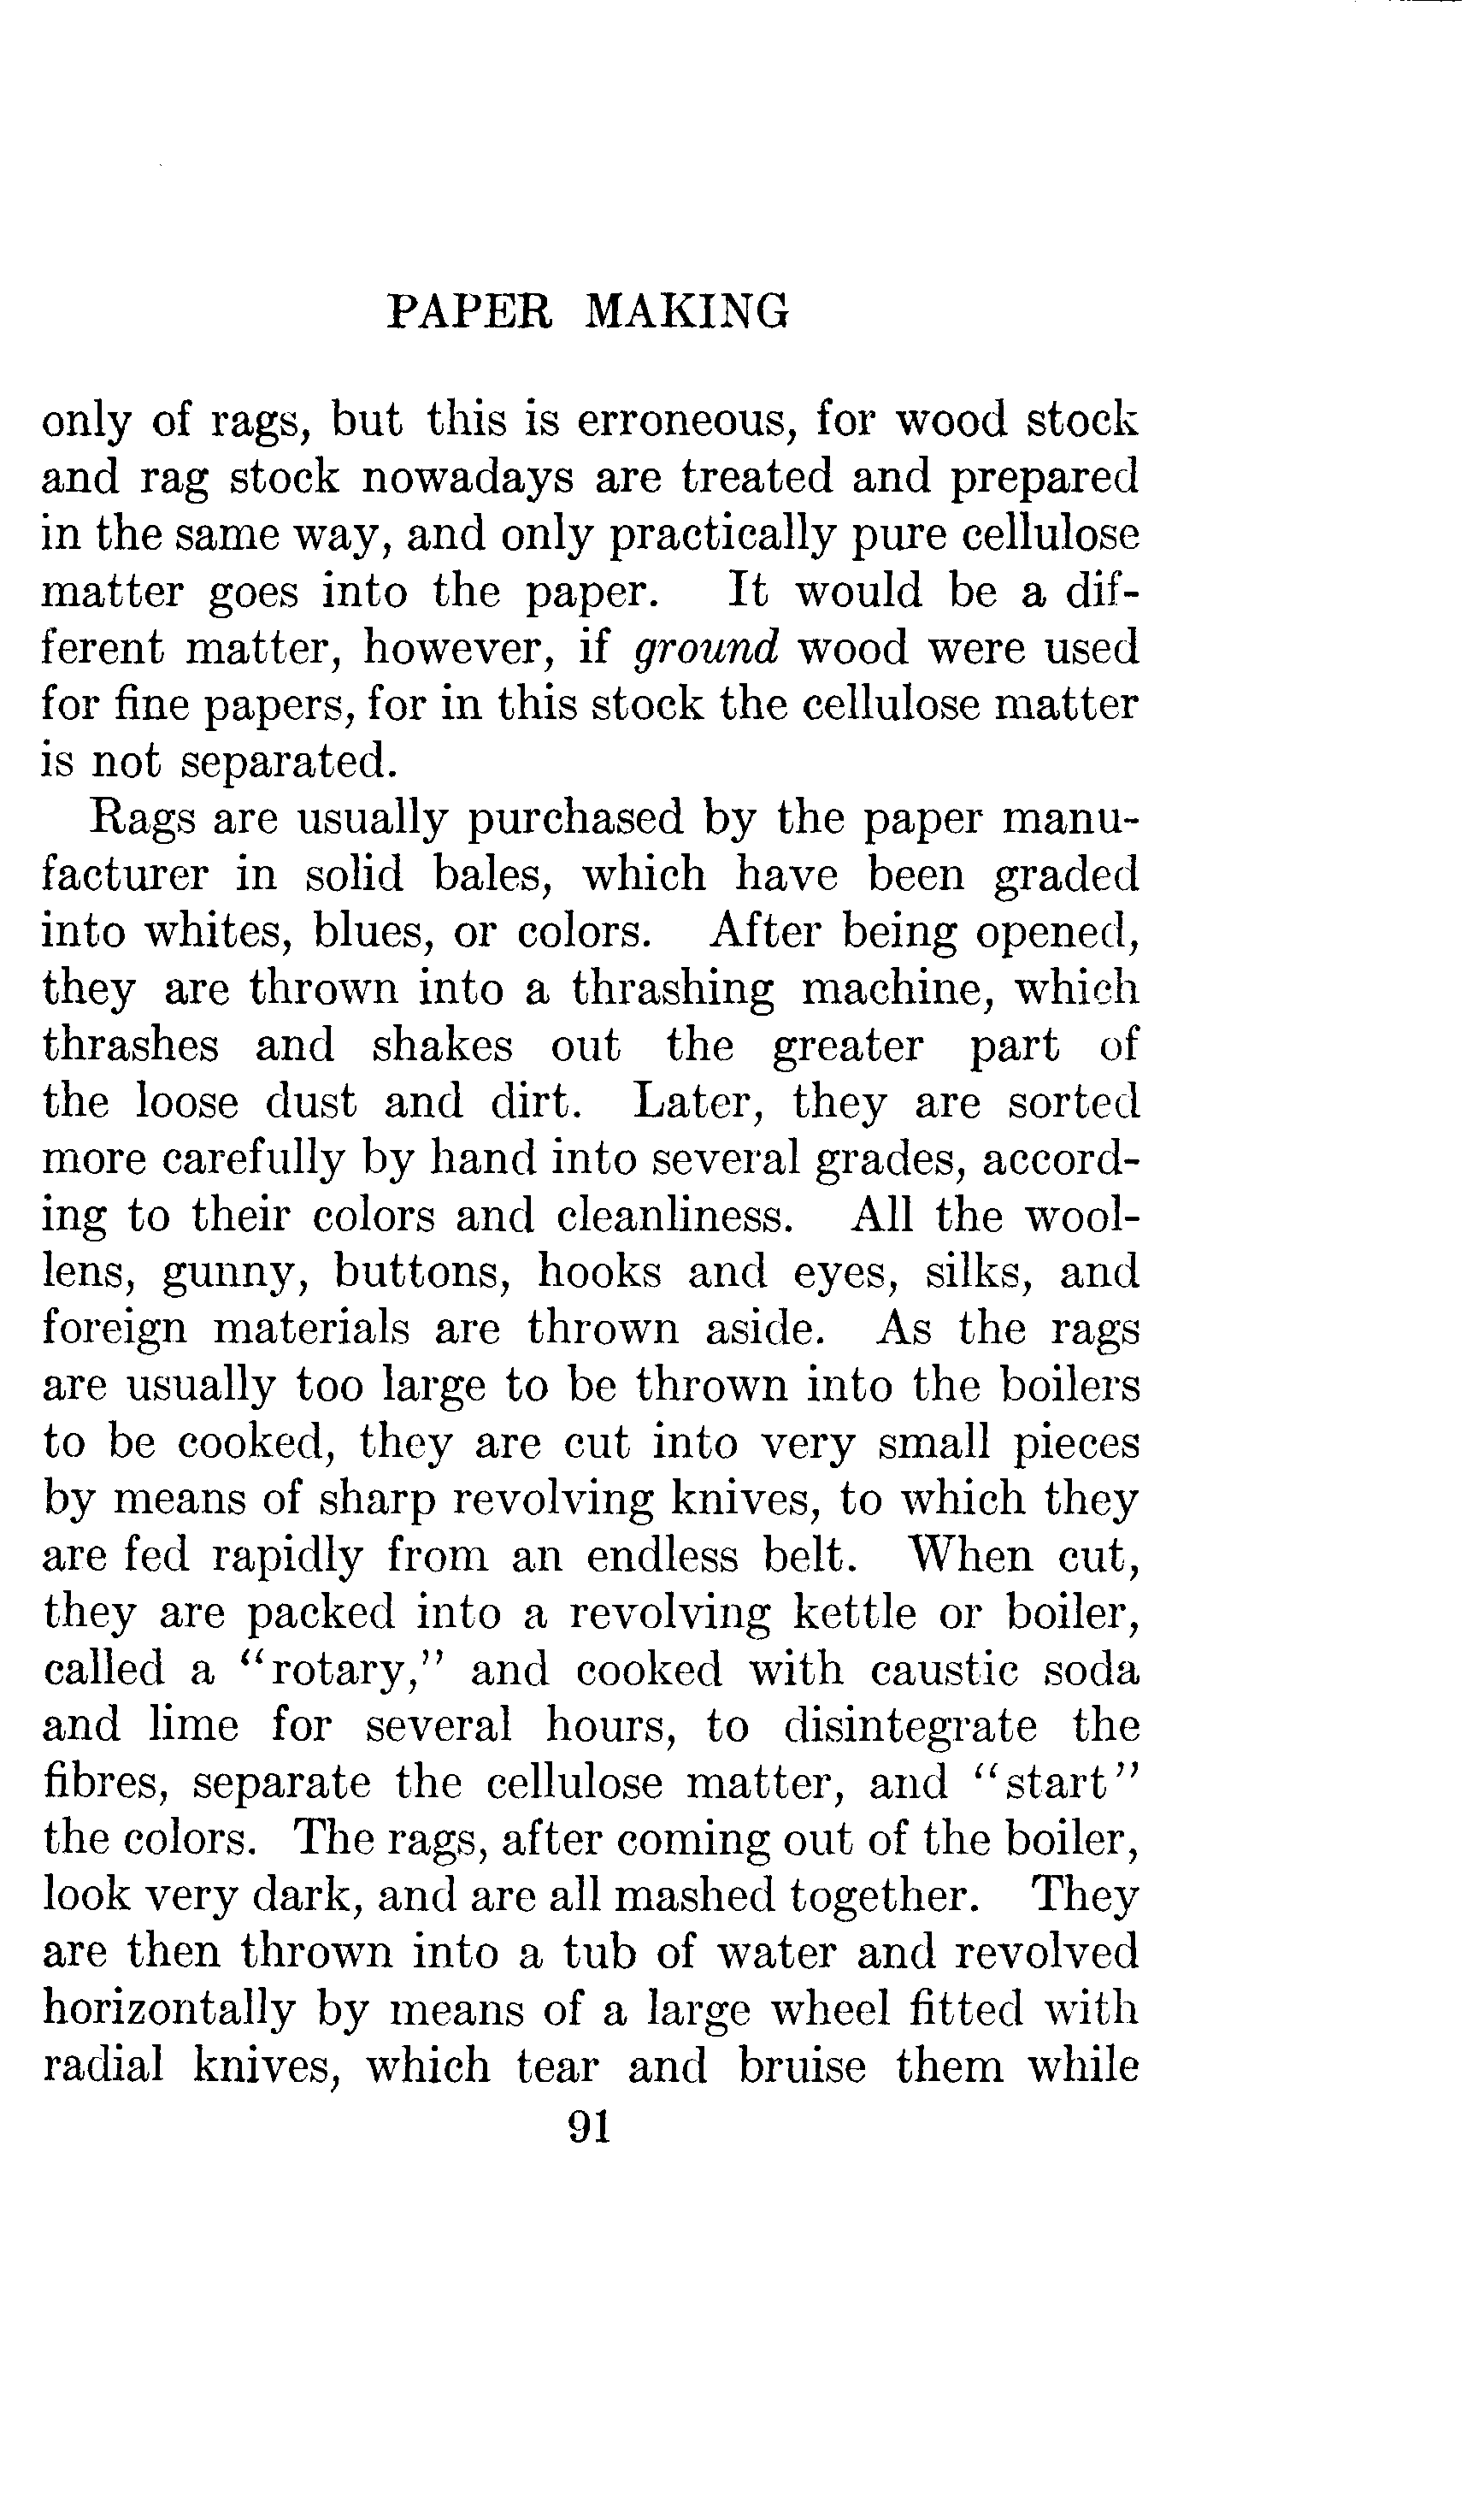 PAPER MAKING
only of rags, but this is erroneous, for wood stock
and rag stock nowadays are treated and prepared
in the same way, and only practically pure cellulose
matter goes into the paper. It would be a dif-
ferent matter, however, if ground wood were used
for fine papers, for in this stock the cellulose matter
is not separated.
Rags are usually purchased by the paper manu-
facturer in solid bales, which have been graded
into whites, blues, or colors. After being opened,
they are thrown into a thrashing machine, which
thrashes and shakes out the greater part of
the loose dust and dirt. Later, they are sorted
more carefully by hand into several grades, accord-
ing to their colors and cleanliness. All the wool-
lens, gunny, buttons, hooks and eyes, silks, and
foreign materials are thrown aside. As the rags
are usually too large to be thrown into the boilers
to be cooked, they are cut into very small pieces
by means of sharp revolving knives, to which they
are fed rapidly from an endless belt. When cut,
they are packed into a revolving kettle or boiler,
called a "rotary," and cooked with caustic soda
and lime for several hours, to disintegrate the
fibres, separate the cellulose matter, and "start"
the colors. The rags, after coming out of the boiler,
look very dark, and are all mashed together. They
are then thrown into a tub of water and revolved
horizontally by means of a large wheel fitted with
radial knives, which tear and bruise them while
91